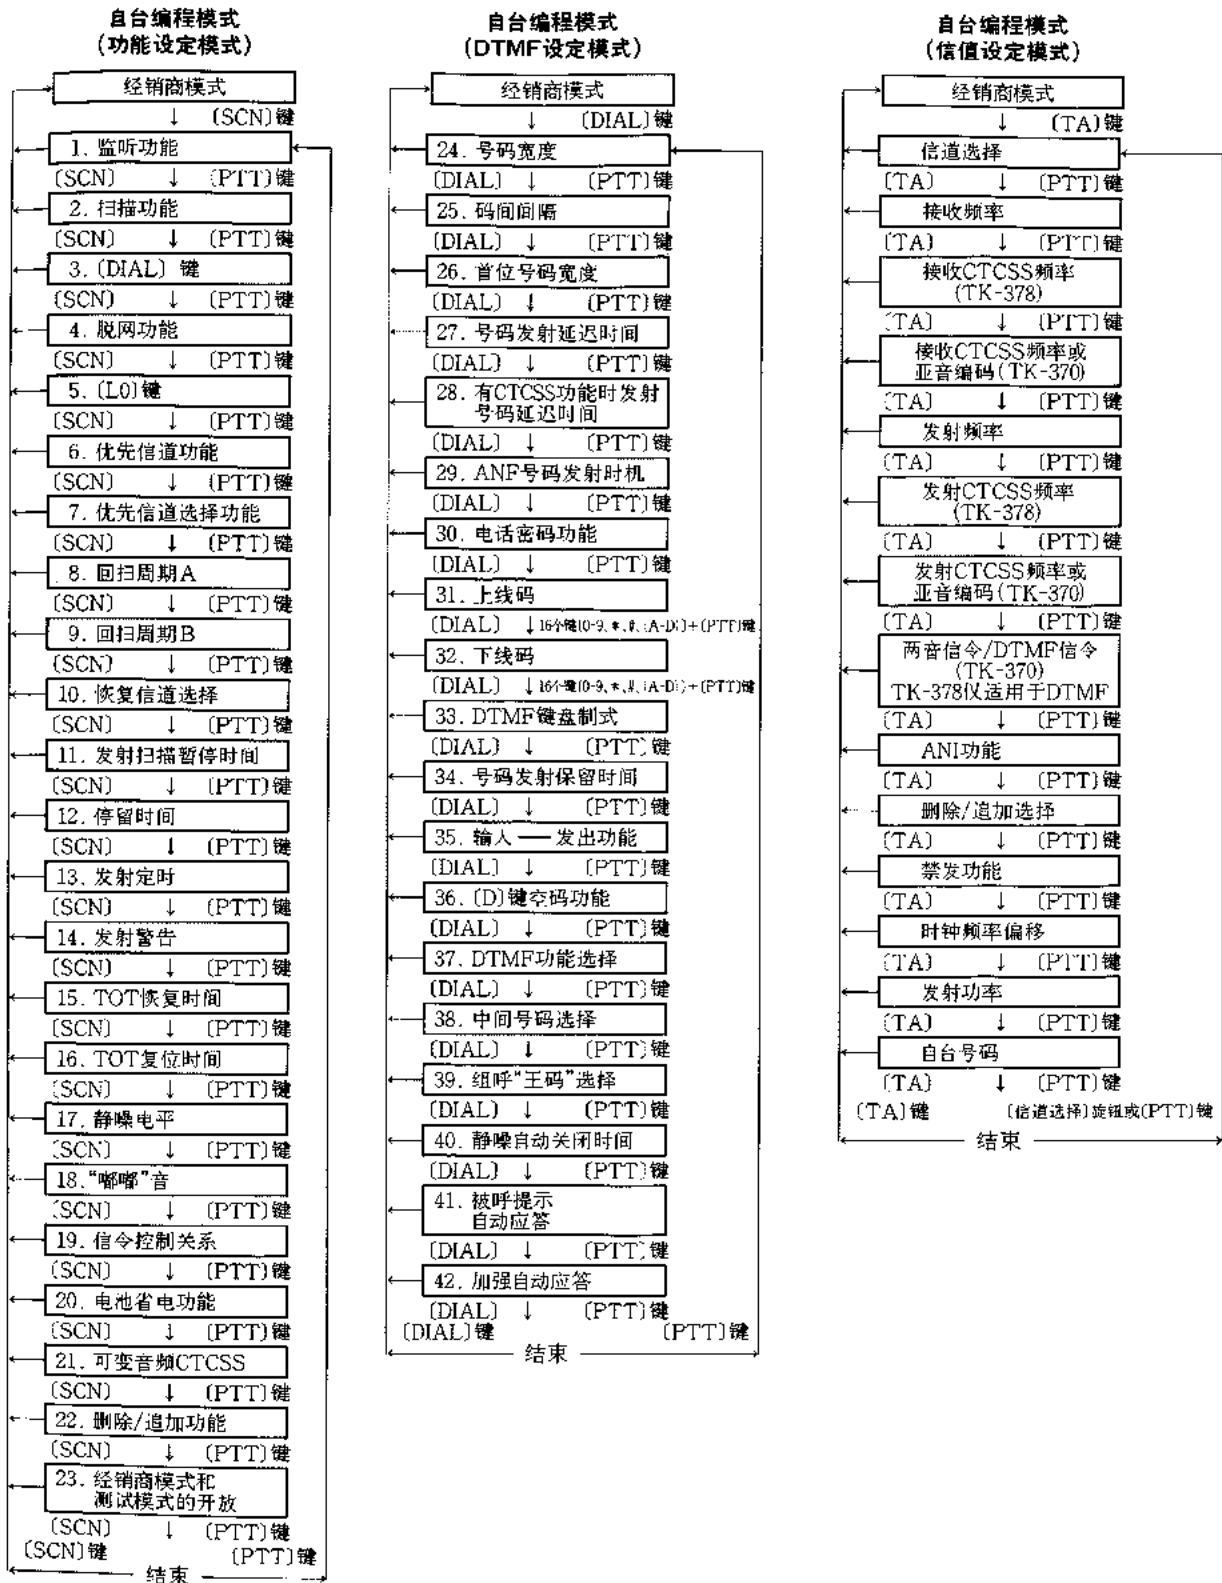 自台编程模式
(功能设定模式)
经销商模式
↓ (SCN)键
1. 监听功能
(SCN) ↓ (PTT)键
2. 扫描功能
(SCN) ↓ (PTT)键
3. (DIAL) 键
(SCN) ↓ (PTT)键
4. 脱网功能
(SCN) ↓ (PTT)键
5. (L0)键
(SCN) ↓ (PTT)键
6. 优先信道功能
(SCN) ↓ (PTT)键
7. 优先信道选择功能
(SCN) ↓ (PTT)键
8. 回扫周期A
(SCN) ↓ (PTT)键
9. 回扫周期B
(SCN) ↓ (PTT)键
10. 恢复信道选择
(SCN) ↓ (PTT)键
11. 发射扫描暂停时间
(SCN) ↓ (PTT)键
12. 停留时间
(SCN) ↓ (PTT)键
13. 发射定时
(SCN) ↓ (PTT)键
14. 发射警告
(SCN) ↓ (PTT)键
15. TOT恢复时间
(SCN) ↓ (PTT)键
16. TOT复位时间
(SCN) ↓ (PTT)键
17. 静噪电平
(SCN) ↓ (PTT)键
18. “嘟嘟”音
(SCN) ↓ (PTT)键
19. 信令控制关系
(SCN) ↓ (PTT)键
20. 电池省电功能
(SCN) ↓ (PTT)键
21. 可变音频CTCSS
(SCN) ↓ (PTT)键
22. 删除/追加功能
(SCN) ↓ (PTT)键
23. 经销商模式和
测试模式的开放
(SCN) ↓ (PTT)键
(SCN)键 (PTT)键
结束
自台编程模式
(DTMF设定模式)
经销商模式
↓ (DIAL)键
24. 号码宽度
(DIAL) ↓ (PTT)键
25. 码间间隔
(DIAL) ↓ (PTT)键
26. 首位号码宽度
(DIAL) ↓ (PTT)键
27. 号码发射延迟时间
(DIAL) ↓ (PTT)键
28. 有CTCSS功能时发射
号码延迟时间
(DIAL) ↓ (PTT)键
29. ANF号码发射时机
(DIAL) ↓ (PTT)键
30. 电话密码功能
(DIAL) ↓ (PTT)键
31. 上线码
(DIAL) ↓16个键(0-9、*、#、(A-D))+(PTT)键
32. 下线码
(DIAL) ↓16个键(0-9、*、#、(A-D))+(PTT)键
33. DTMF键盘制式
(DIAL) ↓ (PTT)键
34. 号码发射保留时间
(DIAL) ↓ (PTT)键
35. 输人——发出功能
(DIAL) ↓ (PTT)键
36. (D)键空码功能
(DIAL) ↓ (PTT)键
37. DTMF功能选择
(DIAL) ↓ (PTT)键
38. 中间号码选择
(DIAL) ↓ (PTT)键
39. 组呼“王码”选择
(DIAL) ↓ (PTT)键
40. 静噪自动关闭时间
(DIAL) ↓ (PTT)键
41. 被呼提示
自动应答
(DIAL) ↓ (PTT)键
42. 加强自动应答
(DIAL) ↓ (PTT)键
(DIAL)键 (PTT)键
结束
自台编程模式
(信值设定模式)
经销商模式
↓ (TA)键
信道选择
(TA) ↓ (PTT)键
接收频率
(TA) ↓ (PTT)键
接收CTCSS频率
(TK-378)
(TA) ↓ (PTT)键
接收CTCSS频率或
亚音编码(TK-370)
(TA) ↓ (PTT)键
发射频率
(TA) ↓ (PTT)键
发射CTCSS频率
(TK-378)
(TA) ↓ (PTT)键
发射CTCSS频率或
亚音编码(TK-370)
(TA) ↓ (PTT)键
两音信令/DTMF信令
(TK-370)
TK-378仅适用于DTMF
(TA) ↓ (PTT)键
ANI功能
(TA) ↓ (PTT)键
删除/追加选择
(TA) ↓ (PTT)键
禁发功能
(TA) ↓ (PTT)键
时钟频率偏移
(TA) ↓ (PTT)键
发射功率
(TA) ↓ (PTT)键
自台号码
(TA) ↓ (PTT)键
(TA)键 (信道选择)旋钮或(PTT)键
结束